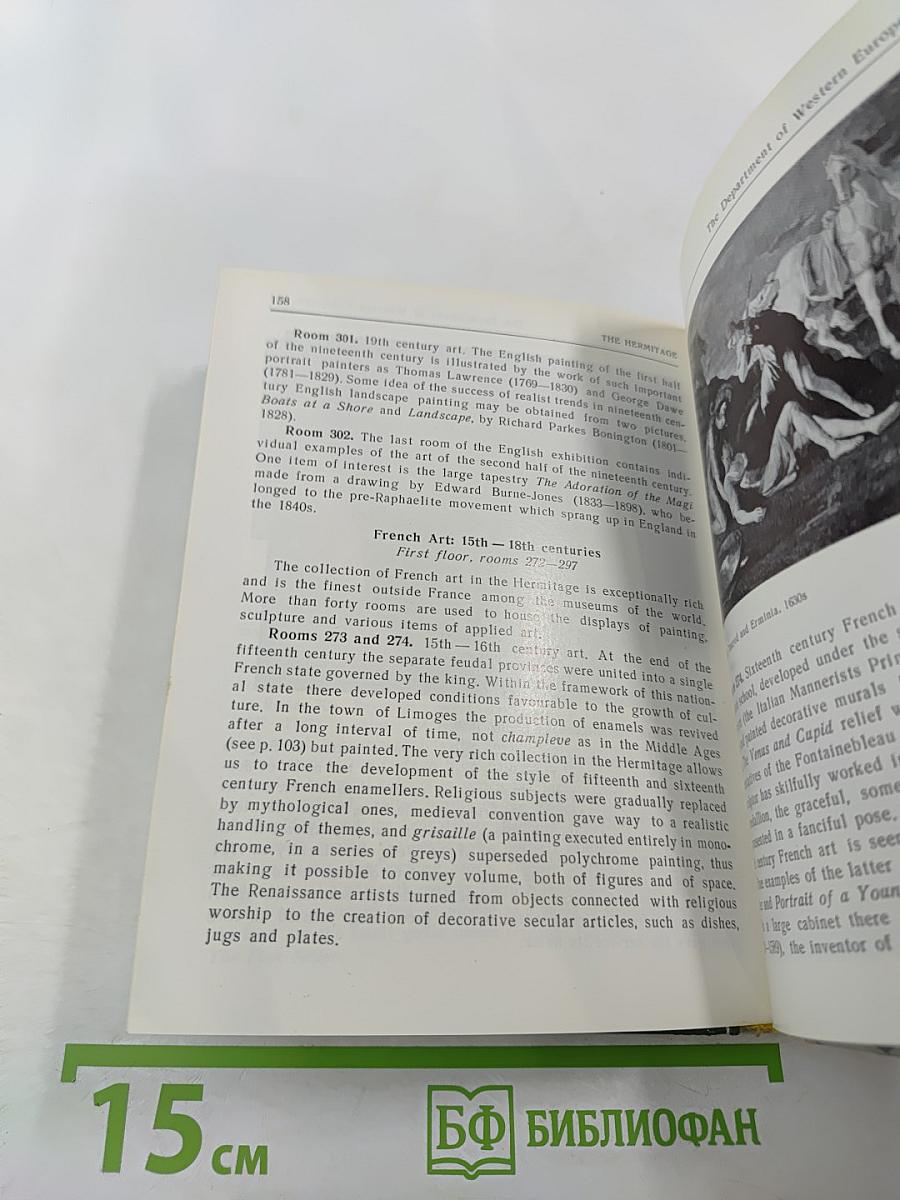 158
THE HERMITAGE
Room 301. 19th century art. The English painting of the first half
of the nineteenth century is illustrated by the work of such important
portrait painters as Thomas Lawrence (1769—1830) and George Dawe
(1781—1829). Some idea of the success of realist trends in nineteenth cen-
tury English landscape painting may be obtained from two pictures,
Boats at a Shore and Landscape, by Richard Parkes Bonington (1801—
1828).
Room 302. The last room of the English exhibition contains indi-
vidual examples of the art of the second half of the nineteenth century.
One item of interest is the large tapestry The Adoration of the Magi
made from a drawing by Edward Burne-Jones (1833—1898), who be-
longed to the pre-Raphaelite movement which sprang up in England in
the 1840s.
French Art: 15th — 18th centuries
First floor, rooms 272—297
The collection of French art in the Hermitage is exceptionally rich
and is the finest outside France among the museums of the world.
More than forty rooms are used to house the displays of painting,
sculpture and various items of applied art.
Rooms 273 and 274. 15th — 16th century art. At the end of the
fifteenth century the separate feudal provinces were united into a single
French state governed by the king. Within the framework of this nation-
al state there developed conditions favourable to the growth of cul-
ture. In the town of Limoges the production of enamels was revived
after a long interval of time, not champleve as in the Middle Ages
(see p. 103) but painted. The very rich collection in the Hermitage allows
us to trace the development of the style of fifteenth and sixteenth
century French enamellers. Religious subjects were gradually replaced
by mythological ones, medieval convention gave way to a realistic
handling of themes, and grisaille (a painting executed entirely in mono-
chrome, in a series of greys) superseded polychrome painting, thus
making it possible to convey volume, both of figures and of space.
The Renaissance artists turned from objects connected with religious
worship to the creation of decorative secular articles, such as dishes,
jugs and plates.
The Department of Western
and Erminia. 1630s
Sixteenth century French
school, developed under the
(the Italian Mannerists
painted decorative murals
Venus and Cupid relief
of the Fontainebleau
has skilfully worked
the graceful,
in a fanciful pose.
French art is seen
examples of the latter
and Portrait of a
a large cabinet there
the inventor of
15 см
БФ БИБЛИОФАН